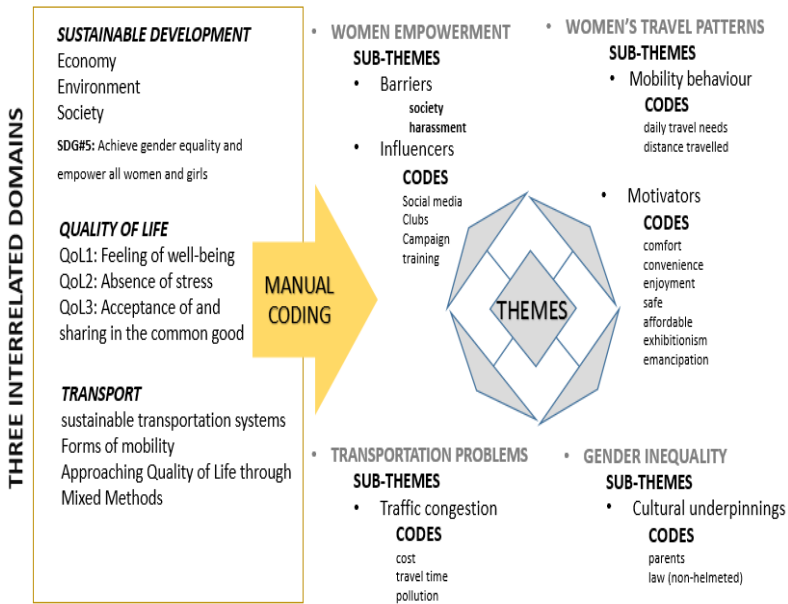 THREE INTERRELATED DOMAINS
SUSTAINABLE DEVELOPMENT
Economy
Environment
Society
SDG#5: Achieve gender equality and
empower all women and girls
QUALITY OF LIFE
QoL1: Feeling of well-being
QoL2: Absence of stress
QoL3: Acceptance of and
sharing in the common good
TRANSPORT
sustainable transportation systems
Forms of mobility
Approaching Quality of Life through
Mixed Methods
MANUAL
CODING
• WOMEN EMPOWERMENT
SUB-THEMES
• Barriers
society
harassment
• Influencers
CODES
Social media
Clubs
Campaign
training
• WOMEN’S TRAVEL PATTERNS
SUB-THEMES
• Mobility behaviour
CODES
daily travel needs
distance travelled
• Motivators
CODES
comfort
convenience
enjoyment
safe
affordable
exhibitionism
emancipation
THEMES
• TRANSPORTATION PROBLEMS
SUB-THEMES
• Traffic congestion
CODES
cost
travel time
pollution
• GENDER INEQUALITY
SUB-THEMES
• Cultural underpinnings
CODES
parents
law (non-helmeted)